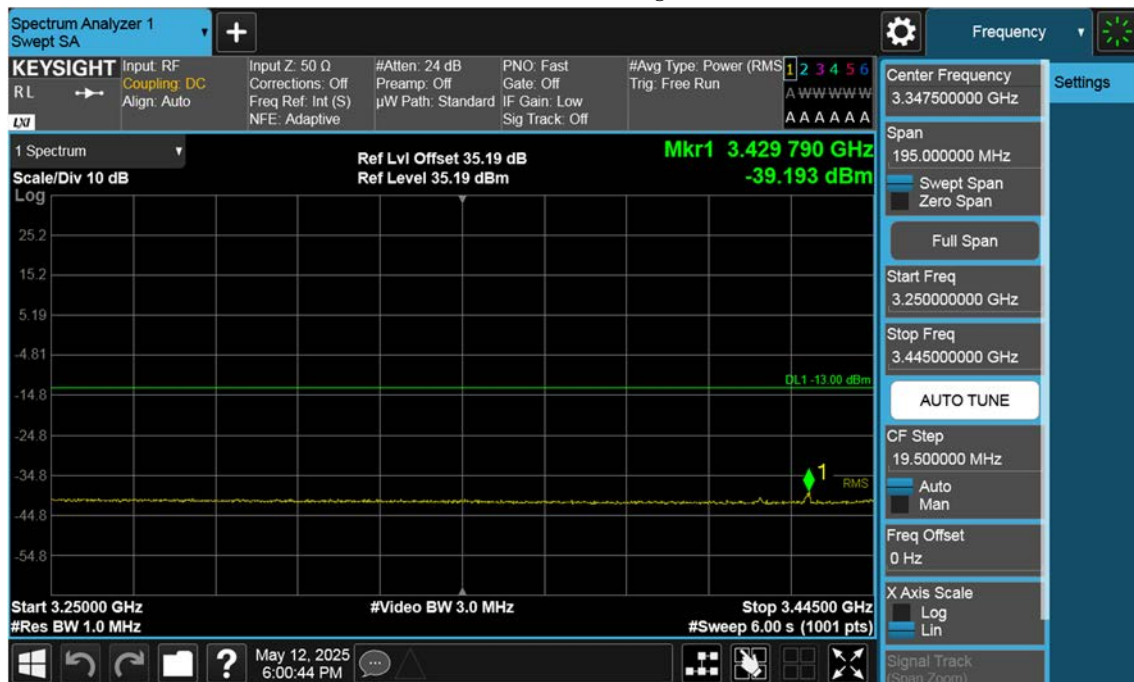 Spectrum Analyzer 1
Swept SA
Frequency
KEYSIGHT
RL
LXI
Input: RF
Coupling: DC
Align: Auto
Input Z: 50 Ω
Corrections: Off
Freq Ref: Int (S)
NFE: Adaptive
#Atten: 24 dB
Preamp: Off
µW Path: Standard
PNO: Fast
Gate: Off
IF Gain: Low
Sig Track: Off
#Avg Type: Power (RMS
Trig: Free Run
1 2 3 4 5 6
A W W W W W
A A A A A A
1 Spectrum
Scale/Div 10 dB
Log
Ref Lvl Offset 35.19 dB
Ref Level 35.19 dBm
Mkr1 3.429 790 GHz
-39.193 dBm
25.2
15.2
5.19
-4.81
DL1 -13.00 dBm
-14.8
-24.8
-34.8
1
RMS
-44.8
-54.8
Start 3.25000 GHz
#Video BW 3.0 MHz
Stop 3.44500 GHz
#Res BW 1.0 MHz
#Sweep 6.00 s (1001 pts)
May 12, 2025
6:00:44 PM
Center Frequency
3.347500000 GHz
Settings
Span
195.000000 MHz
Swept Span
Zero Span
Full Span
Start Freq
3.250000000 GHz
Stop Freq
3.445000000 GHz
AUTO TUNE
CF Step
19.500000 MHz
Auto
Man
Freq Offset
0 Hz
X Axis Scale
Log
Lin
Signal Track
(Span Zoom)